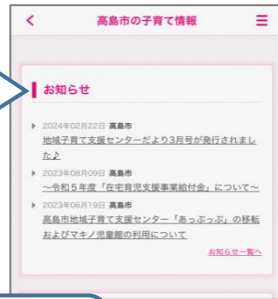 高島市の子育て情報
お知らせ
2024年02月22日 高島市
地域子育て支援センターだより3月号が発行されまし
た♪
2023年08月09日 高島市
～令和5年度「在宅育児支援事業給付金」について～
2023年06月19日 高島市
高島市地域子育て支援センター「あっぷっぷ」の移転
およびマキノ児童館の利用について
お知らせ一覧へ